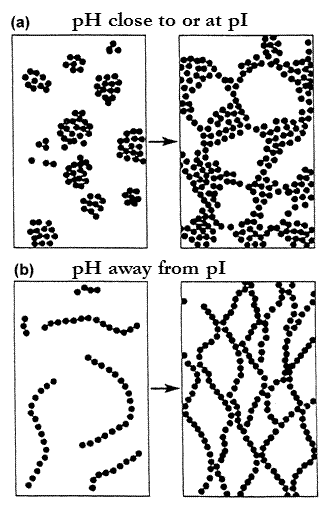 (a) pH close to or at pI
(b) pH away from pI